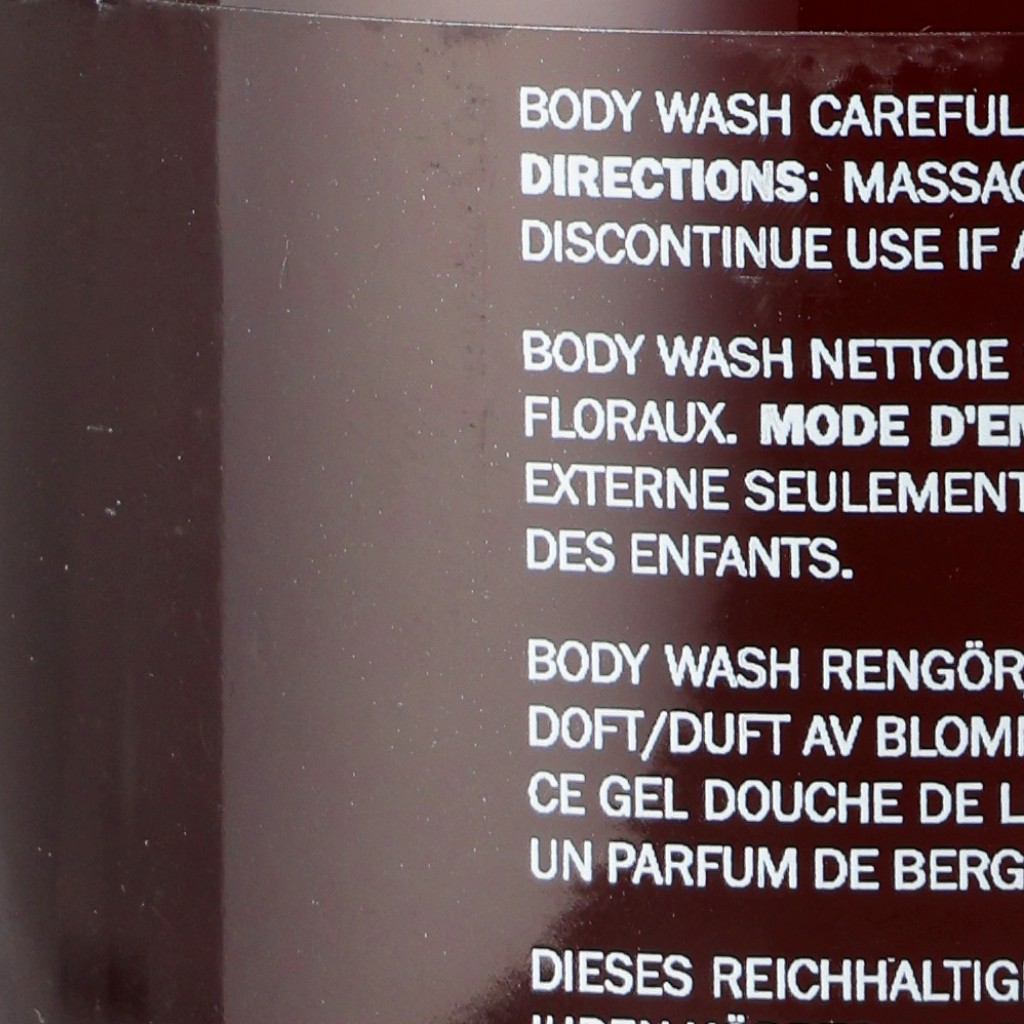 BODY WASH CAREFUL
DIRECTIONS: MASSAG
DISCONTINUE USE IF A
BODY WASH NETTOIE
FLORAUX. MODE D'EM
EXTERNE SEULEMENT
DES ENFANTS.
BODY WASH RENGÖR
DOFT/DUFT AV BLOM
CE GEL DOUCHE DE L
UN PARFUM DE BERG
DIESES REICHHALTIG